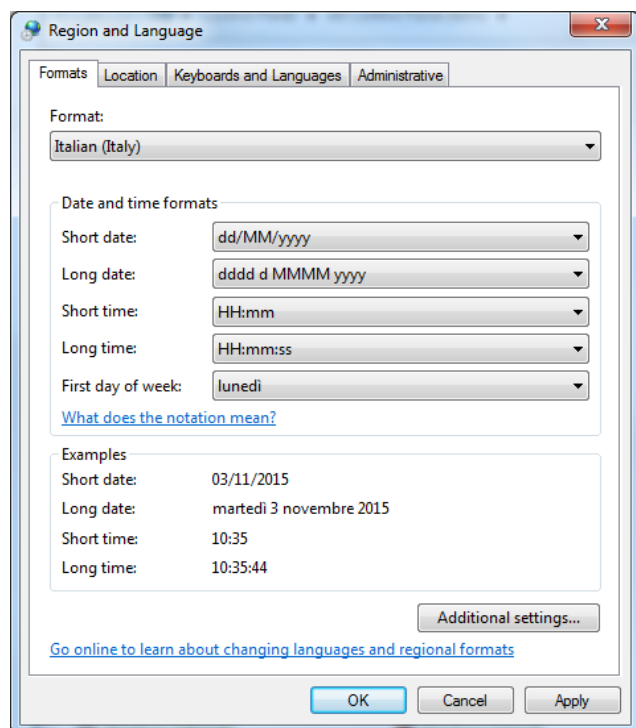 Region and Language
Formats Location Keyboards and Languages Administrative
Format:
Italian (Italy)
Date and time formats
Short date: dd/MM/yyyy
Long date: dddd d MMMM yyyy
Short time: HH:mm
Long time: HH:mm:ss
First day of week: lunedì
What does the notation mean?
Examples
Short date: 03/11/2015
Long date: martedì 3 novembre 2015
Short time: 10:35
Long time: 10:35:44
Additional settings...
Go online to learn about changing languages and regional formats
OK Cancel Apply